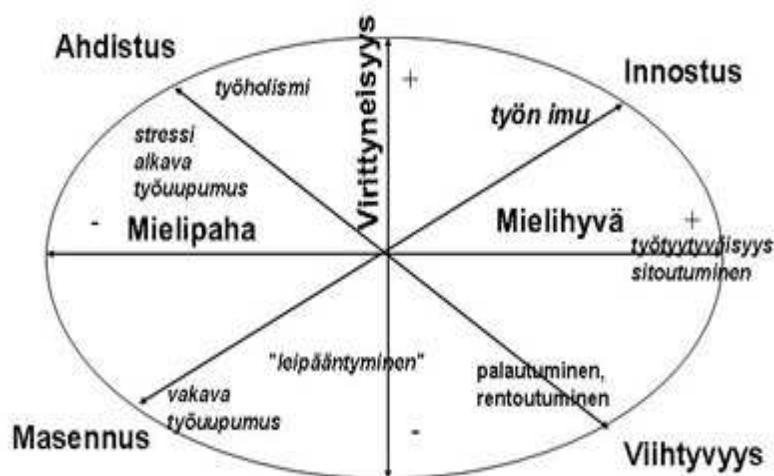 Ahdistus
Virittyneisyys
+
Innostus
työholismi
työn imu
stressi
alkava
työuupumus
-
Mielipaha
Mielihyvä
+
työtyytyväisyys
sitoutuminen
"leipääntyminen"
palautuminen,
rentoutuminen
vakava
työuupumus
-
Masennus
Viihtyvyys